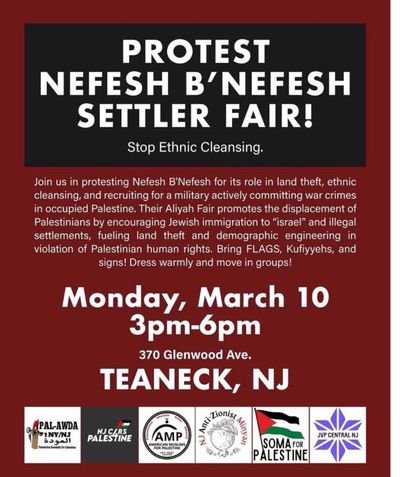 PROTEST
NEFESH B'NEFESH
SETTLER FAIR!
Stop Ethnic Cleansing.
Join us in protesting Nefesh B'Nefesh for its role in land theft, ethnic
cleansing, and recruiting for a military actively committing war crimes
in occupied Palestine. Their Aliyah Fair promotes the displacement of
Palestinians by encouraging Jewish immigration to "israel" and illegal
settlements, fueling land theft and demographic engineering in
violation of Palestinian human rights. Bring FLAGS, Kufiyyehs, and
signs! Dress warmly and move in groups!
Monday, March 10
3pm-6pm
370 Glenwood Ave.
TEANECK, NJ
PAL-AWDA
NY/NJ
العودة
NJ C4RS
PALESTINE
AMP
AMERICAN MUSLIMS
FOR PALESTINE
NJ Anti-Zionist Minyan
SOMA FOR
PALESTINE
JVP CENTRAL NJ